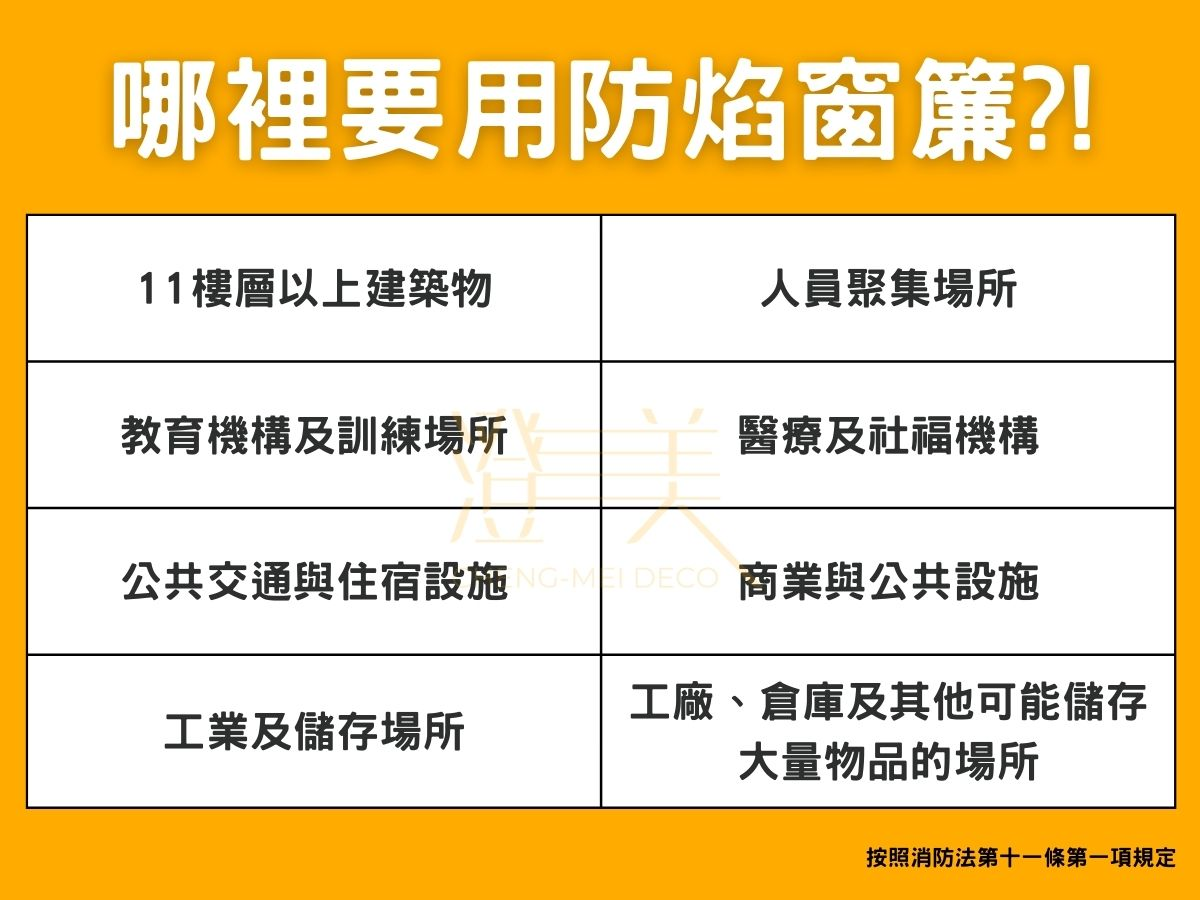 哪裡要用防焰窗簾?!
11樓層以上建築物
人員聚集場所
教育機構及訓練場所
醫療及社福機構
公共交通與住宿設施
商業與公共設施
工業及儲存場所
工廠、倉庫及其他可能儲存
大量物品的場所
澄美
CHENG-MEI DECO
按照消防法第十一條第一項規定